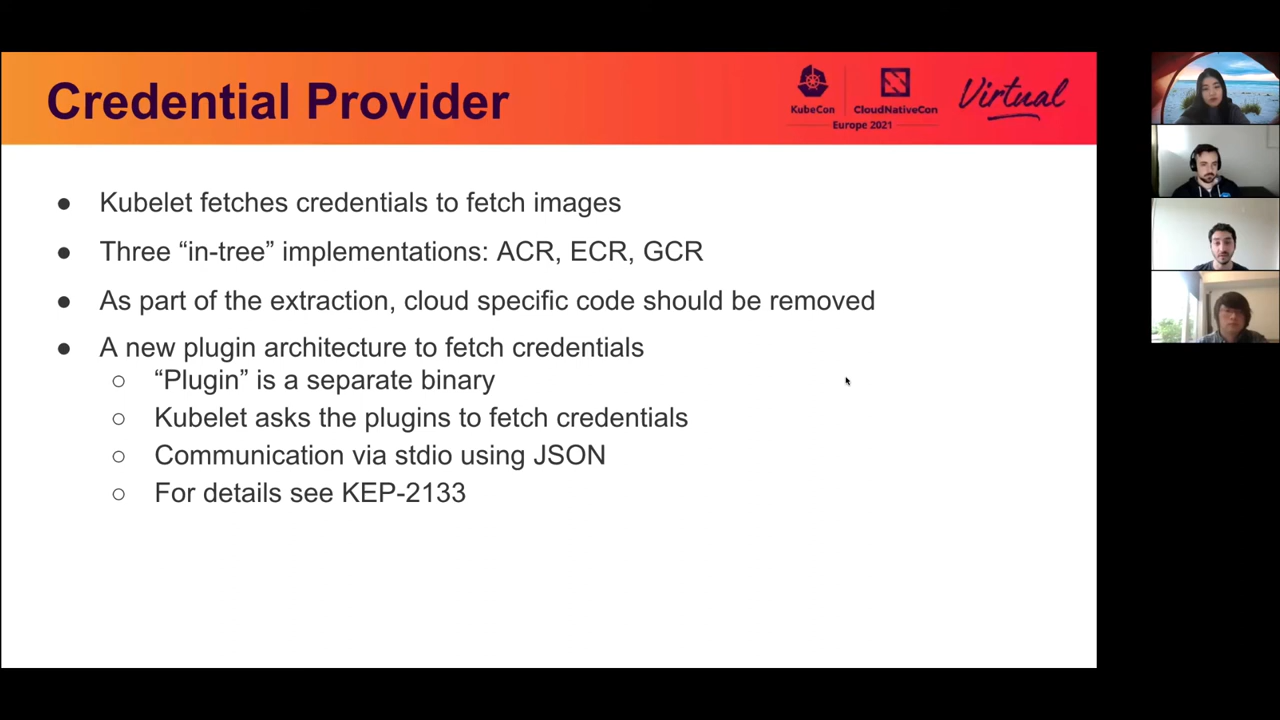 Credential Provider
KubeCon
CloudNativeCon
Europe 2021
Virtual
● Kubelet fetches credentials to fetch images
● Three “in-tree” implementations: ACR, ECR, GCR
● As part of the extraction, cloud specific code should be removed
● A new plugin architecture to fetch credentials
○ “Plugin” is a separate binary
○ Kubelet asks the plugins to fetch credentials
○ Communication via stdio using JSON
○ For details see KEP-2133